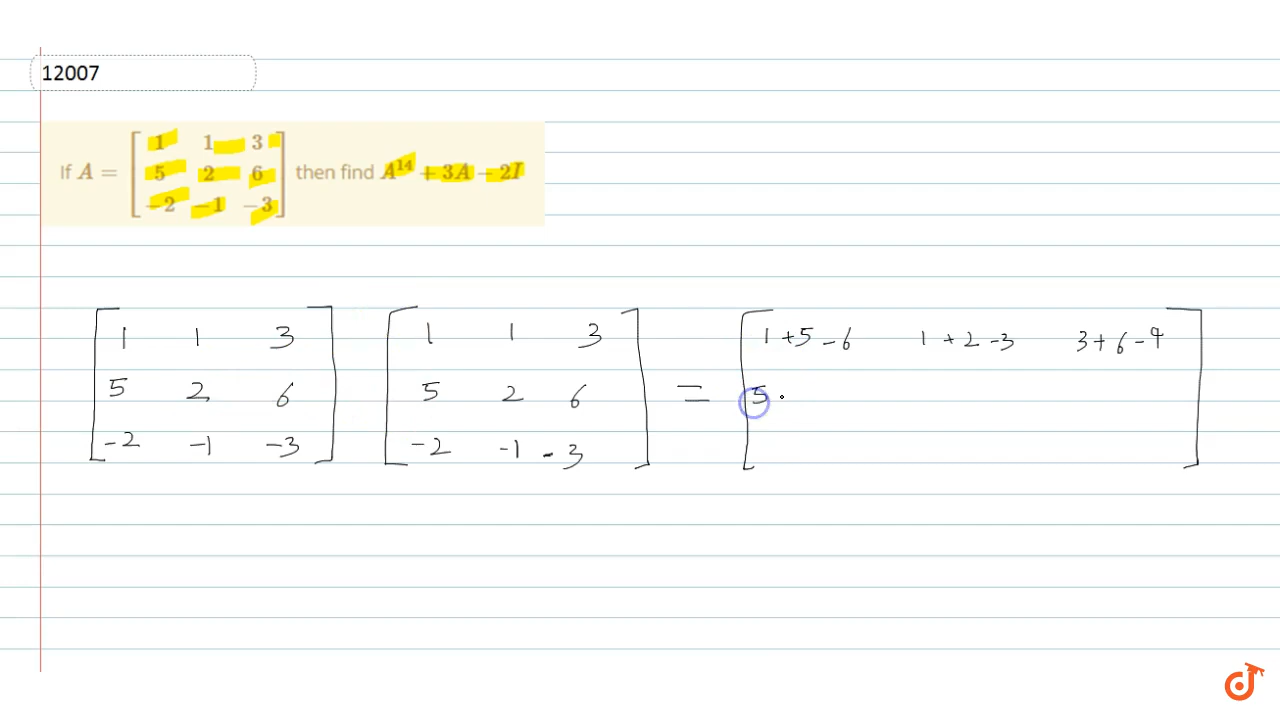 12007
If A = [ 1 1 3
5 2 6
-2 -1 -3 ] then find A^14 + 3A - 2I
[ 1 1 3 ] [ 1 1 3 ] [ 1+5-6 1+2-3 3+6-9 ]
[ 5 2 6 ] [ 5 2 6 ] = [ 5 ·
[ -2 -1 -3 ] [ -2 -1 -3 ]